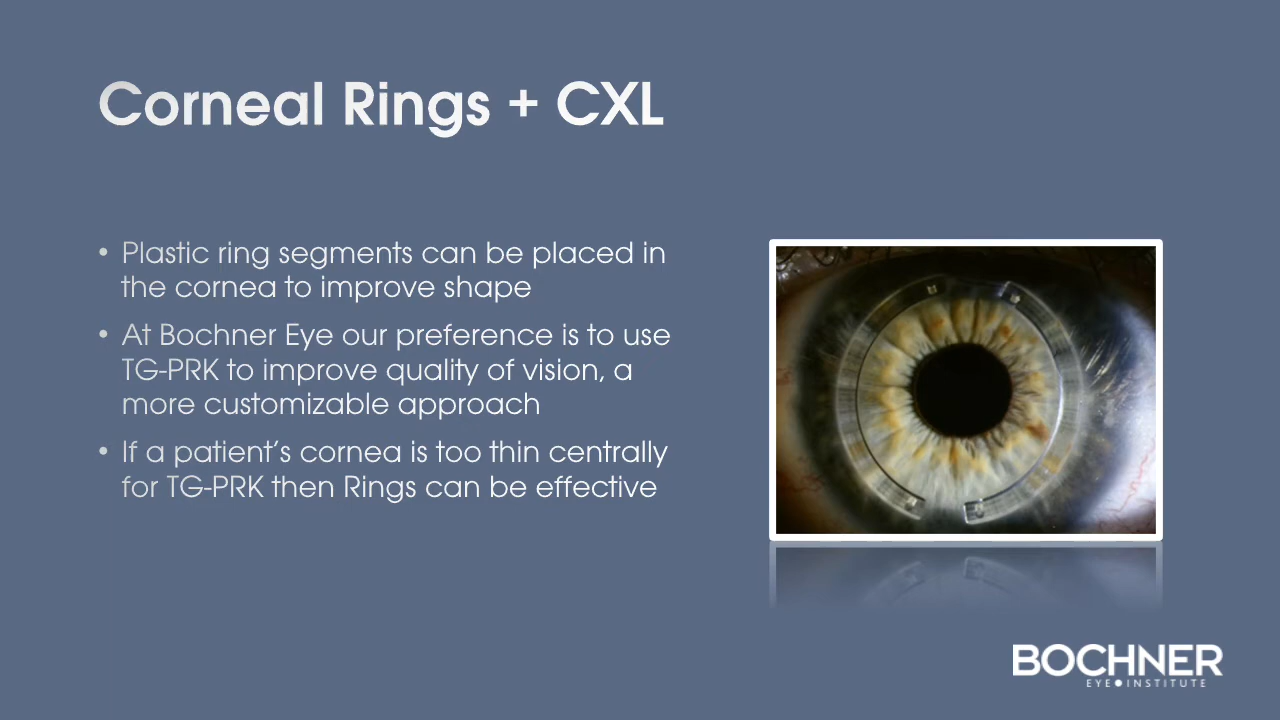 Corneal Rings + CXL
• Plastic ring segments can be placed in
the cornea to improve shape
• At Bochner Eye our preference is to use
TG-PRK to improve quality of vision, a
more customizable approach
• If a patient’s cornea is too thin centrally
for TG-PRK then Rings can be effective
BOCHNER
EYE●INSTITUTE